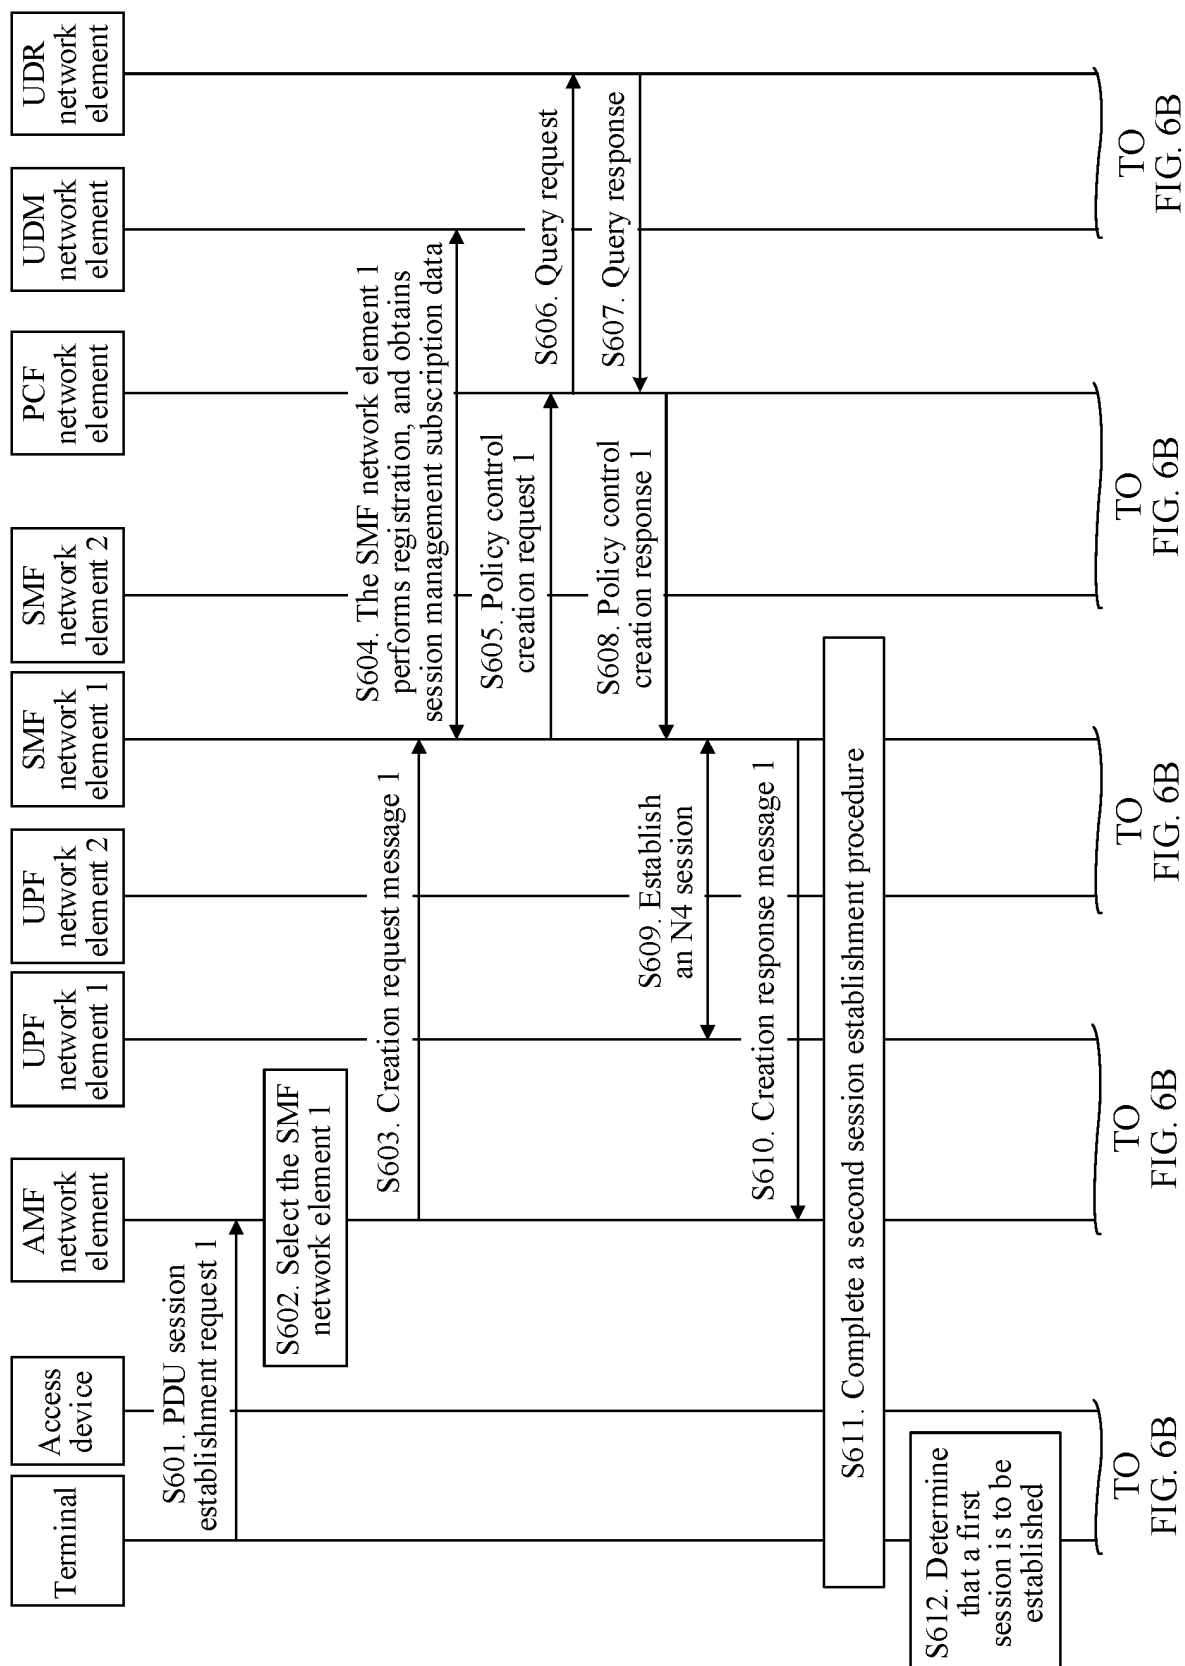 Terminal
Access
device
AMF
network
element
UPF
network
element 1
UPF
network
element 2
SMF
network
element 1
SMF
network
element 2
PCF
network
element
UDM
network
element
UDR
network
element
S601. PDU session
establishment request 1
S602. Select the SMF
network element 1
S603. Creation request message 1
S604. The SMF network element 1
performs registration, and obtains
session management subscription data
S605. Policy control
creation request 1
S606. Query request
S607. Query response
S608. Policy control
creation response 1
S609. Establish
an N4 session
S610. Creation response message 1
S611. Complete a second session establishment procedure
S612. Determine
that a first
session is to be
established
TO
FIG. 6B
TO
FIG. 6B
TO
FIG. 6B
TO
FIG. 6B
TO
FIG. 6B